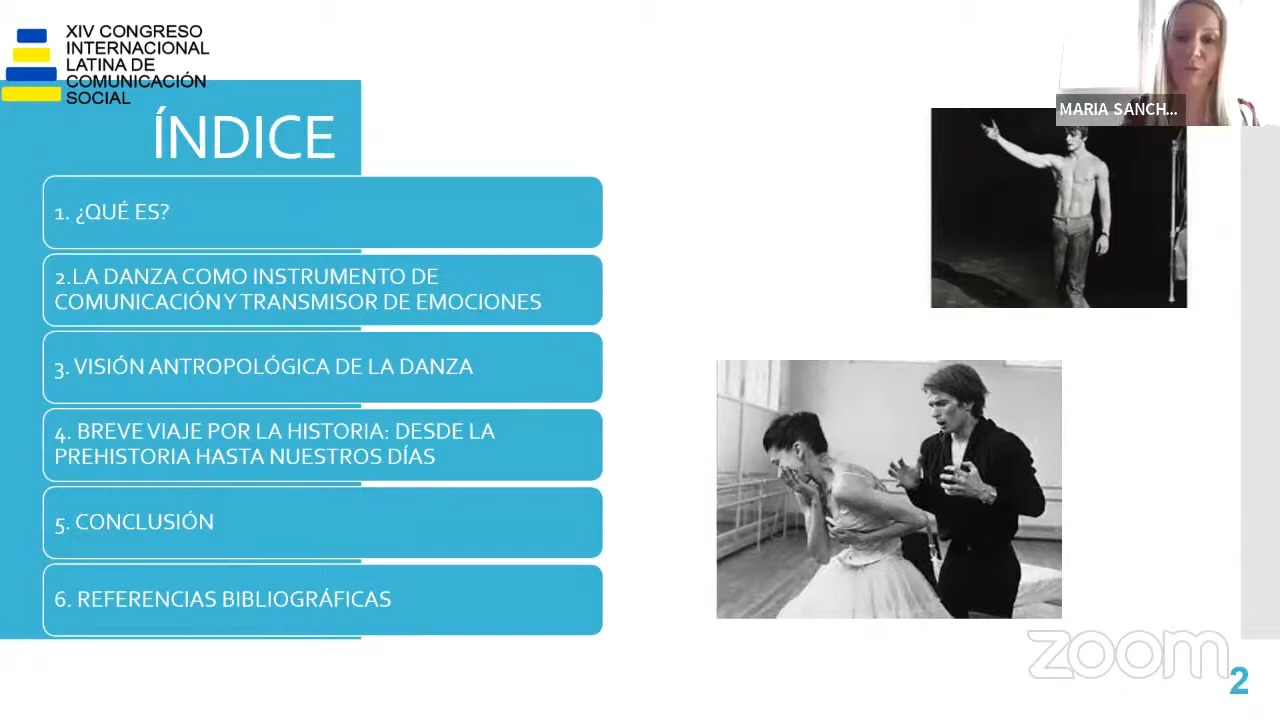 XIV CONGRESO
INTERNACIONAL
LATINA DE
COMUNICACIÓN
SOCIAL
MARIA SANCH...
ÍNDICE
1. ¿QUÉ ES?
2.LA DANZA COMO INSTRUMENTO DE
COMUNICACIÓN Y TRANSMISOR DE EMOCIONES
3. VISIÓN ANTROPOLÓGICA DE LA DANZA
4. BREVE VIAJE POR LA HISTORIA: DESDE LA
PREHISTORIA HASTA NUESTROS DÍAS
5. CONCLUSIÓN
6. REFERENCIAS BIBLIOGRÁFICAS
zoom
2